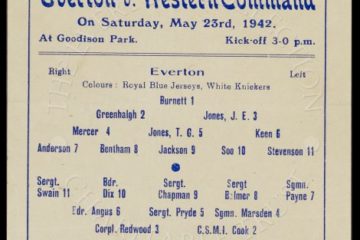 Everton v. Western Command
On Saturday, May 23rd, 1942.
At Goodison Park. Kick-off 3-0 p.m.
Right Everton Left
Colours : Royal Blue Jerseys, White Knickers
Burnett 1
Greenhalgh 2 Jones, J. E. 3
Mercer 4 Jones, T. G. 5 Keen 6
Anderson 7 Bentham 8 Jackson 9 Soo 10 Stevenson 11
Sergt. Bdr. Sergt. Sergt. Sgmn.
Swain 11 Dix 10 Chapman 9 Balmer 8 Payne 7
Edr. Angus 6 Sergt. Pryde 5 Sgmn. Marsden 4
Corpl. Redwood 3 C.S.M.I. Cook 2